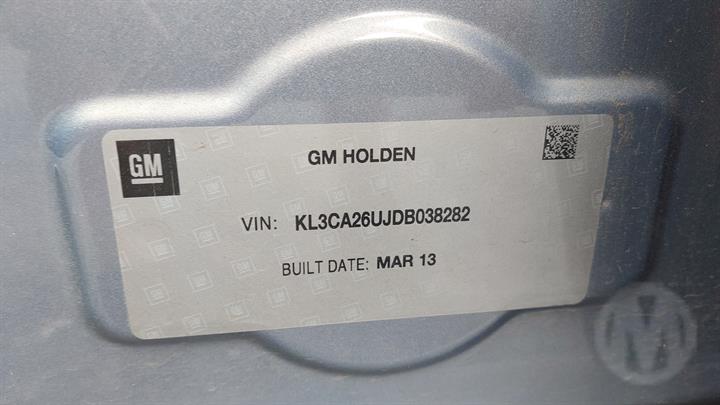 GM
GM HOLDEN
VIN: KL3CA26UJDB038282
BUILT DATE: MAR 13
M